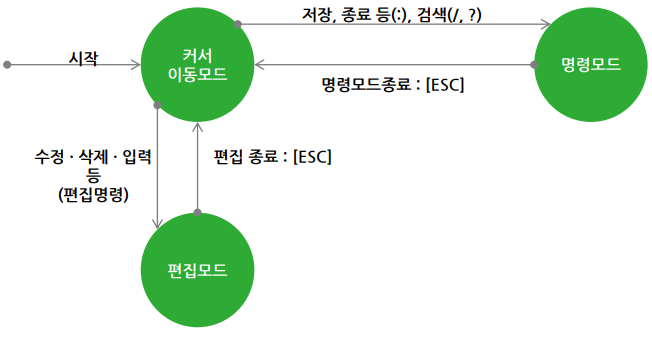 저장, 종료 등(:), 검색(/, ?)
시작
커서
이동모드
명령모드
명령모드종료 : [ESC]
수정 · 삭제 · 입력
등
(편집명령)
편집 종료 : [ESC]
편집모드